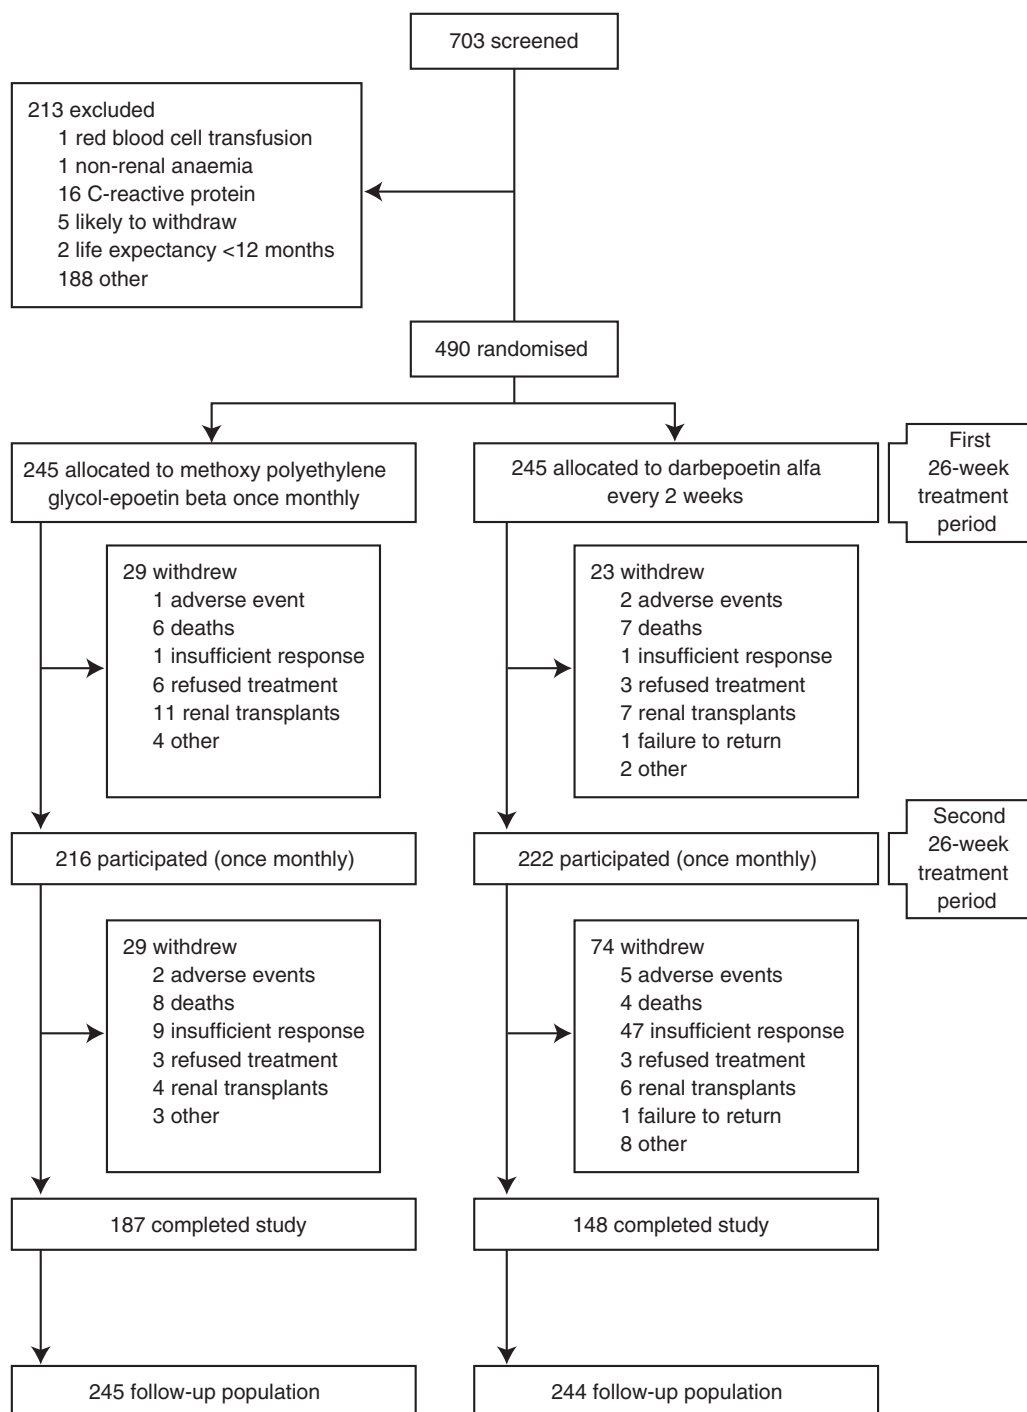 703 screened
213 excluded
1 red blood cell transfusion
1 non-renal anaemia
16 C-reactive protein
5 likely to withdraw
2 life expectancy <12 months
188 other
490 randomised
245 allocated to methoxy polyethylene
glycol-epoetin beta once monthly
245 allocated to darbepoetin alfa
every 2 weeks
First
26-week
treatment
period
29 withdrew
1 adverse event
6 deaths
1 insufficient response
6 refused treatment
11 renal transplants
4 other
23 withdrew
2 adverse events
7 deaths
1 insufficient response
3 refused treatment
7 renal transplants
1 failure to return
2 other
216 participated (once monthly)
222 participated (once monthly)
Second
26-week
treatment
period
29 withdrew
2 adverse events
8 deaths
9 insufficient response
3 refused treatment
4 renal transplants
3 other
74 withdrew
5 adverse events
4 deaths
47 insufficient response
3 refused treatment
6 renal transplants
1 failure to return
8 other
187 completed study
148 completed study
245 follow-up population
244 follow-up population